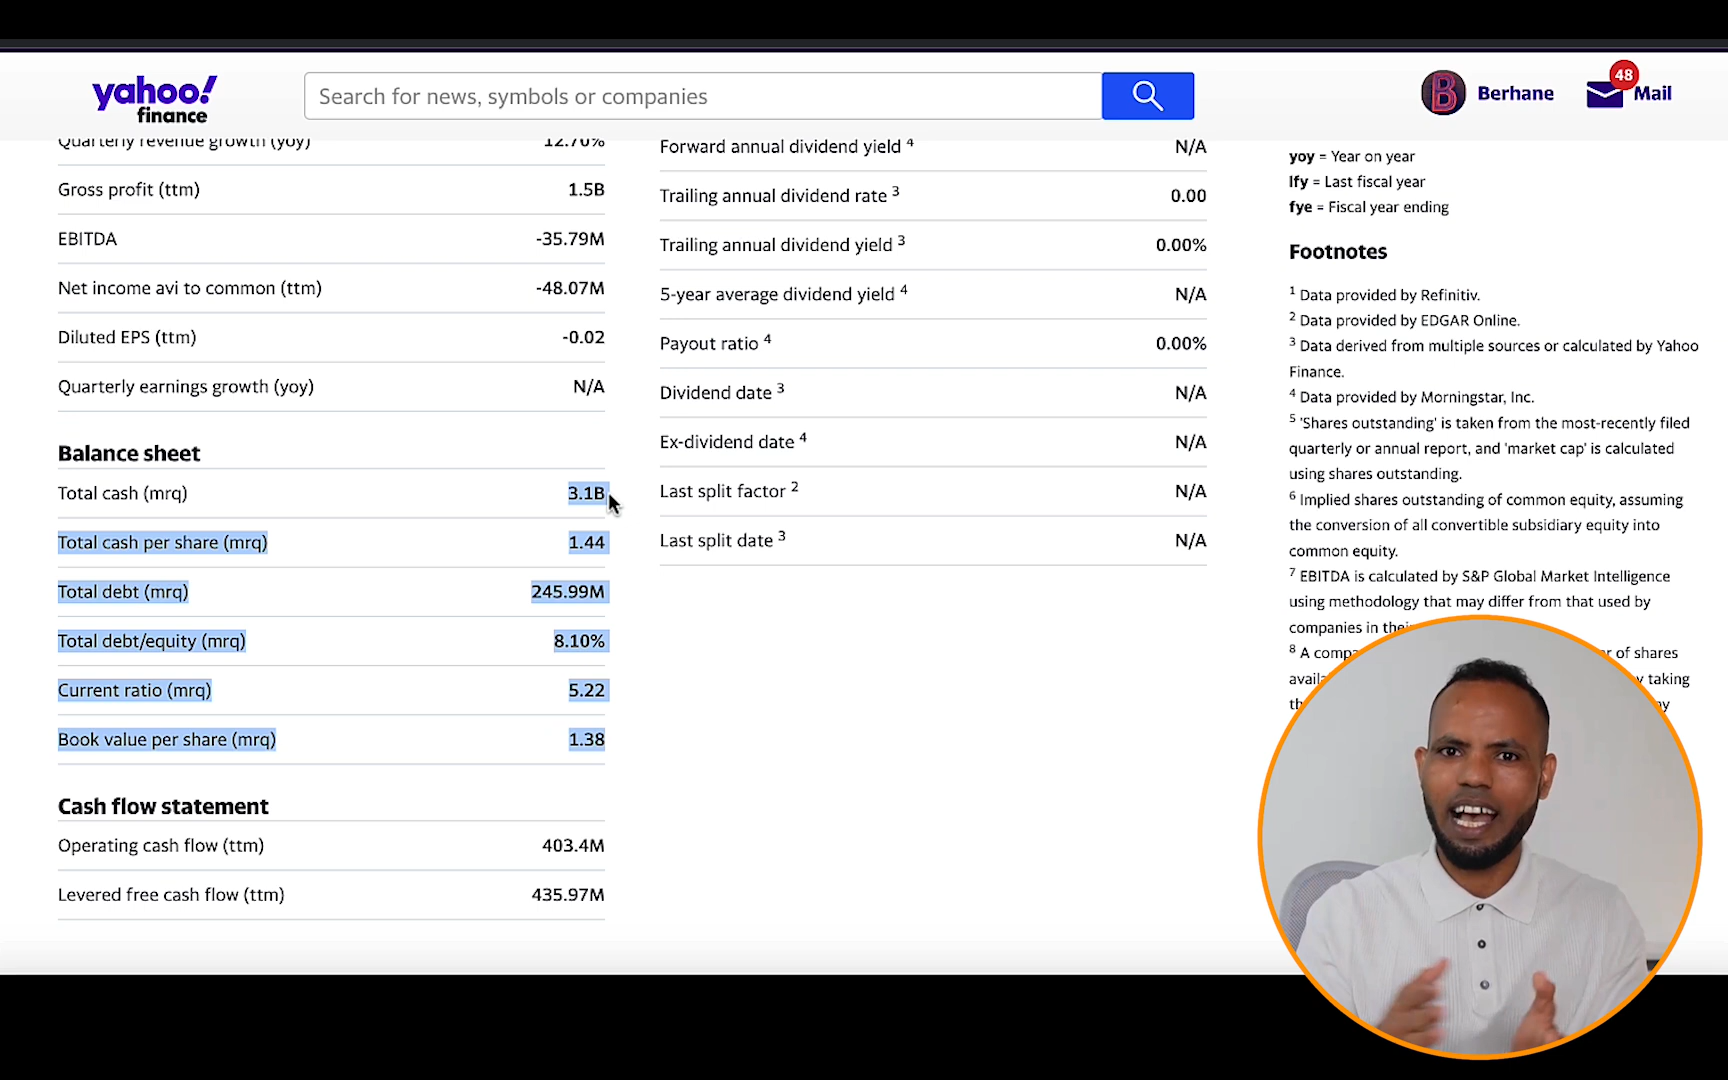 yahoo!
finance
Search for news, symbols or companies
Berhane
48
Mail
Quarterly revenue growth (yoy) 12.70%
Gross profit (ttm) 1.5B
EBITDA -35.79M
Net income avi to common (ttm) -48.07M
Diluted EPS (ttm) -0.02
Quarterly earnings growth (yoy) N/A
Balance sheet
Total cash (mrq) 3.1B
Total cash per share (mrq) 1.44
Total debt (mrq) 245.99M
Total debt/equity (mrq) 8.10%
Current ratio (mrq) 5.22
Book value per share (mrq) 1.38
Cash flow statement
Operating cash flow (ttm) 403.4M
Levered free cash flow (ttm) 435.97M
Forward annual dividend yield 4 N/A
Trailing annual dividend rate 3 0.00
Trailing annual dividend yield 3 0.00%
5-year average dividend yield 4 N/A
Payout ratio 4 0.00%
Dividend date 3 N/A
Ex-dividend date 4 N/A
Last split factor 2 N/A
Last split date 3 N/A
yoy = Year on year
lfy = Last fiscal year
fye = Fiscal year ending
Footnotes
1 Data provided by Refinitiv.
2 Data provided by EDGAR Online.
3 Data derived from multiple sources or calculated by Yahoo
Finance.
4 Data provided by Morningstar, Inc.
5 'Shares outstanding' is taken from the most-recently filed
quarterly or annual report, and 'market cap' is calculated
using shares outstanding.
6 Implied shares outstanding of common equity, assuming
the conversion of all convertible subsidiary equity into
common equity.
7 EBITDA is calculated by S&P Global Market Intelligence
using methodology that may differ from that used by
companies in
8 A of shares
taking